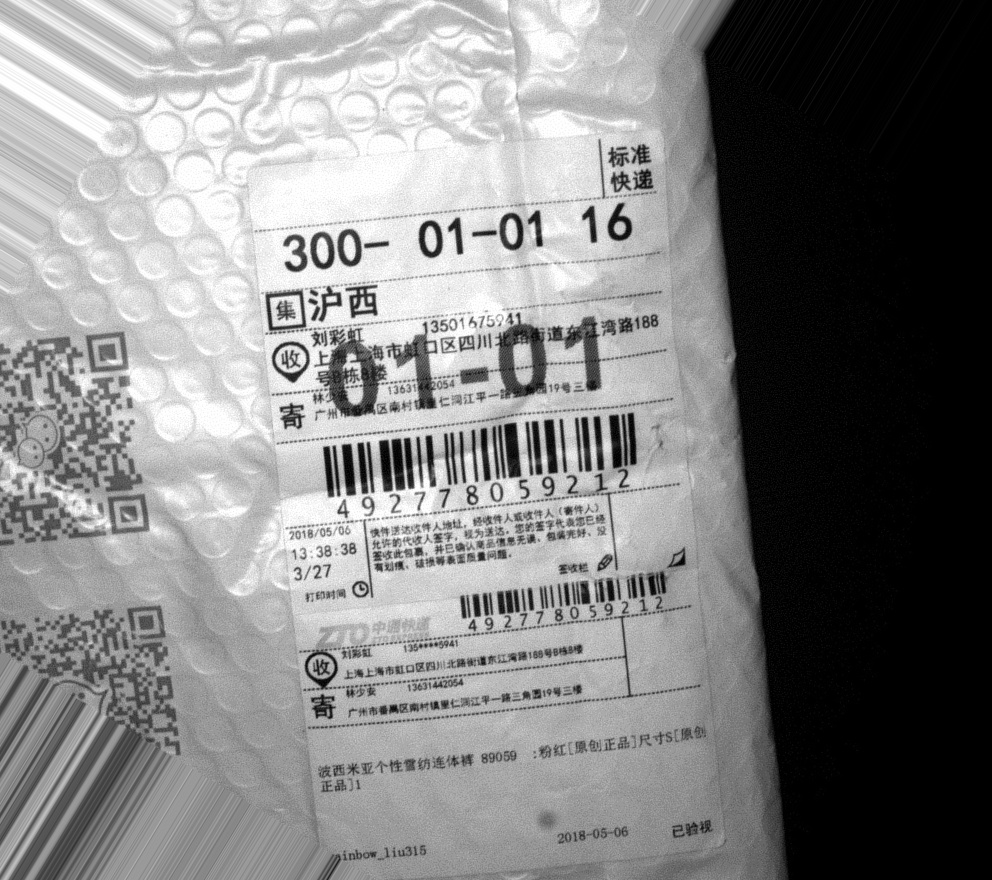 标准
快递
300- 01-01 16
集 沪西
刘彩虹 13501675941
收 上海上海市虹口区四川北路街道东江湾路188
号B栋8楼
01-01
林少安 13631442054
寄 广州市番禺区南村镇里仁洞江平一路三角园19号三楼
492778059212
2018/05/06
13:38:38
3/27
打印时间
快件送达收件人地址，经收件人或收件人（寄件人）
允许的代收人签字，视为送达。您的签字代表您已经
签收此包裹，并已确认商品信息无误、包装完好、没
有划痕、破损等表面质量问题。
签收栏
492778059212
ZTO 中通快递
刘彩虹 135****5941
收 上海上海市虹口区四川北路街道东江湾路188号B栋8楼
林少安 13631442054
寄 广州市番禺区南村镇里仁洞江平一路三角园19号三楼
波西米亚个性雪纺连体裤 89059 :粉红[原创正品]尺寸S[原创
正品]1
inbow_liu315 2018-05-06 已验视